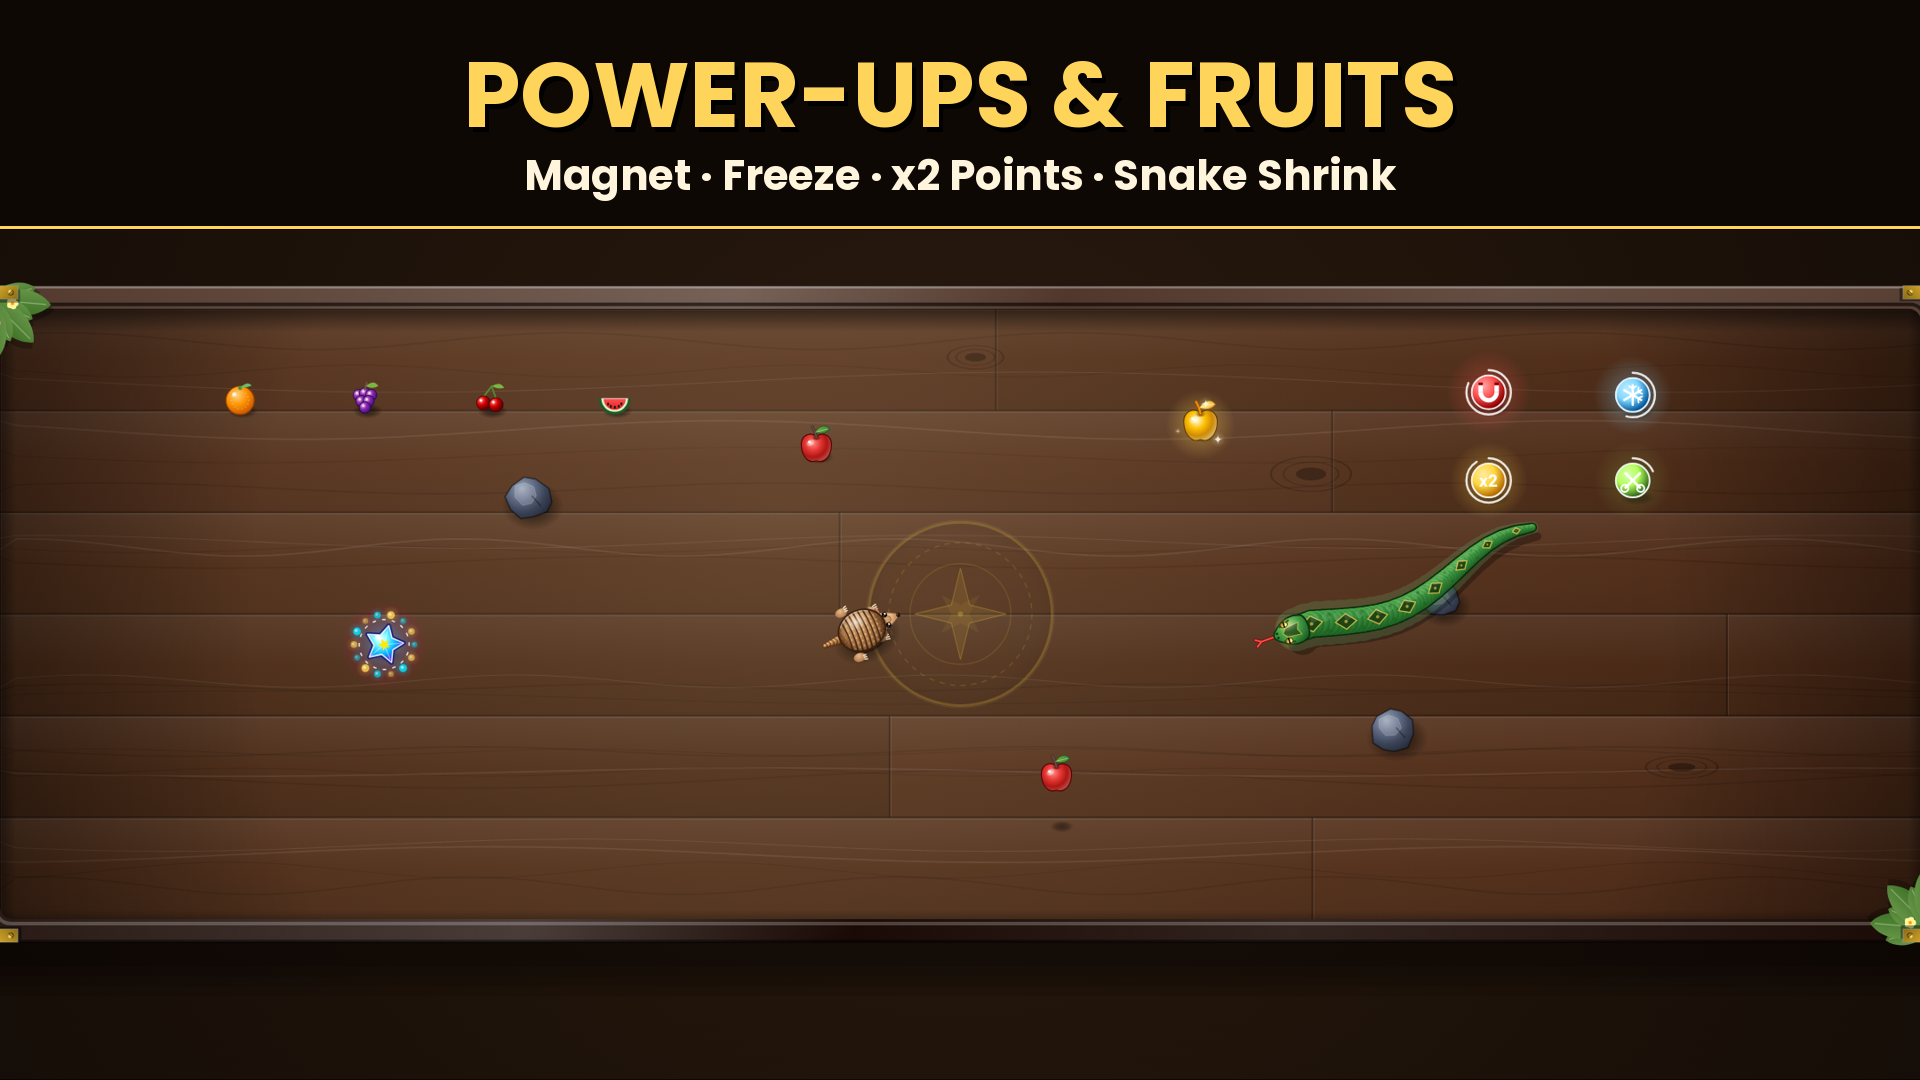 POWER-UPS & FRUITS
Magnet · Freeze · x2 Points · Snake Shrink
x2